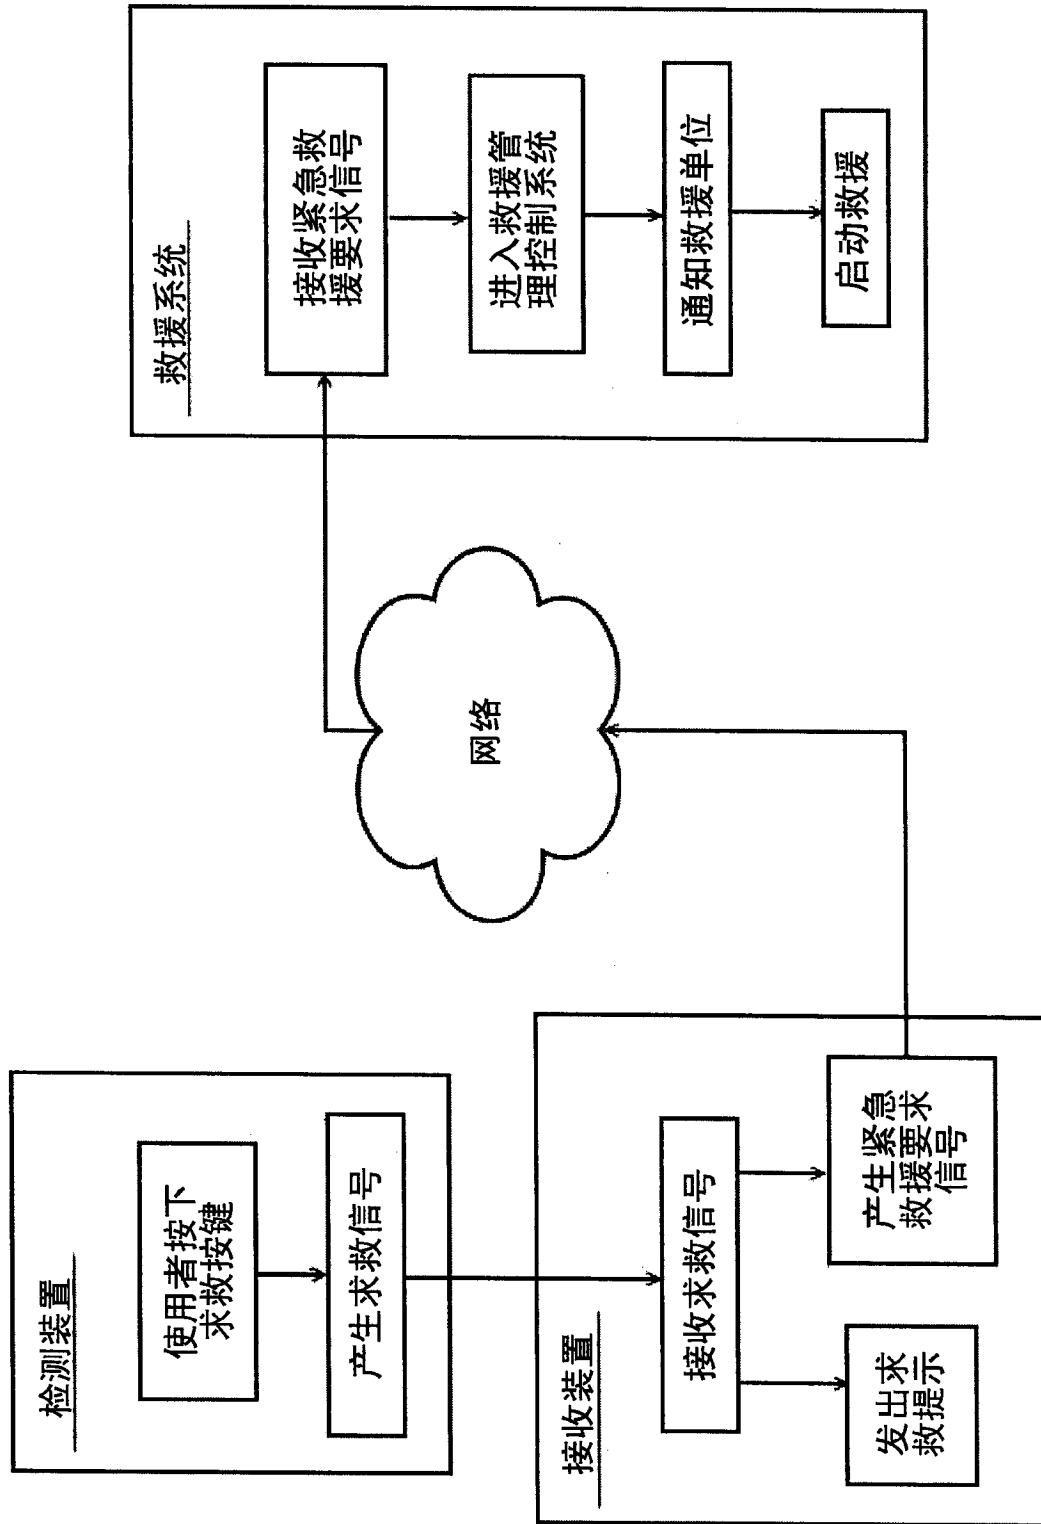 检测装置
使用者按下
求救按键
产生求救信号
接收装置
接收求救信号
发出求
救提示
产生紧急
救援要求
信号
网络
救援系统
接收紧急救
援要求信号
进入救援管
理控制系统
通知救援单位
启动救援